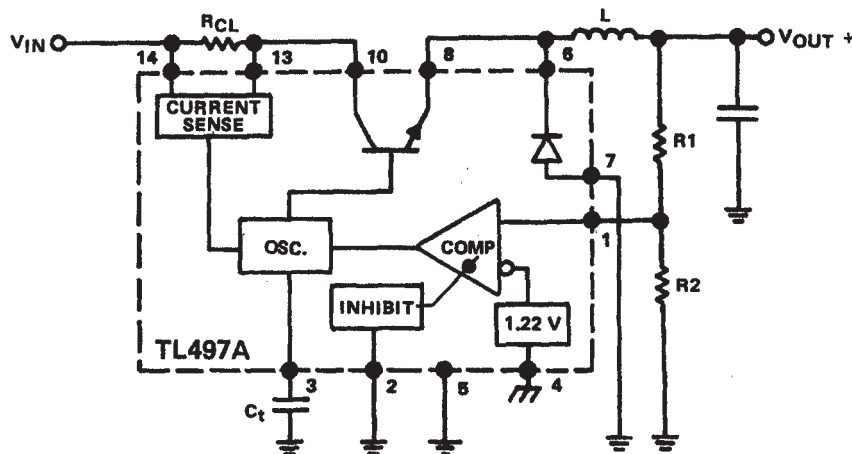 RCL
L
VIN
VOUT +
14
13
10
8
6
CURRENT
SENSE
R1
7
OSC.
COMP
1
INHIBIT
R2
1.22 V
TL497A
3
2
5
4
Ct